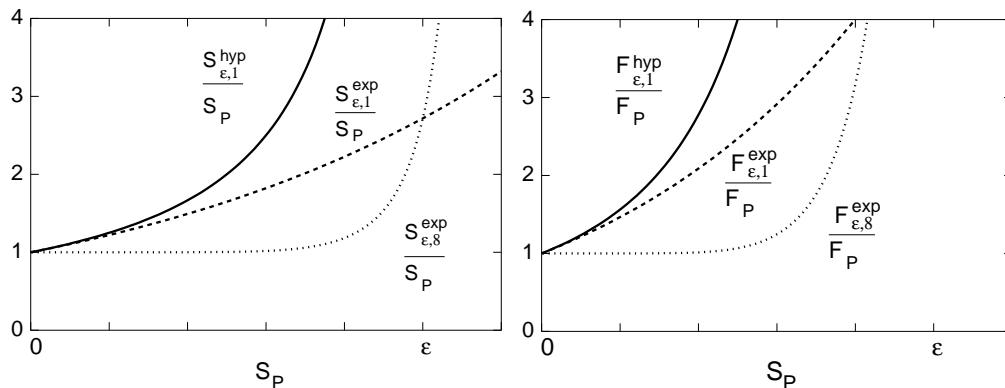 4
3
2
1
0
S^hyp_ε,1
S_P
S^exp_ε,1
S_P
S^exp_ε,8
S_P
0
ε
S_P
4
3
2
1
0
F^hyp_ε,1
F_P
F^exp_ε,1
F_P
F^exp_ε,8
F_P
0
ε
S_P